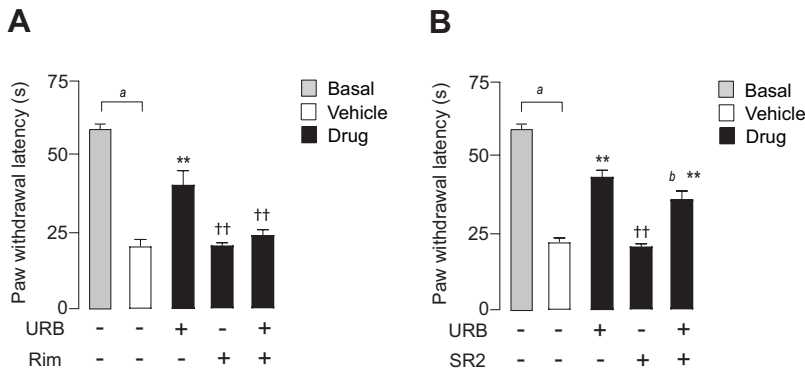 A
Paw withdrawal latency (s)
75
50
25
0
a
**
††
††
Basal
Vehicle
Drug
URB - - + - +
Rim - - - + +
B
Paw withdrawal latency (s)
75
50
25
0
a
**
††
b **
Basal
Vehicle
Drug
URB - - + - +
SR2 - - - + +